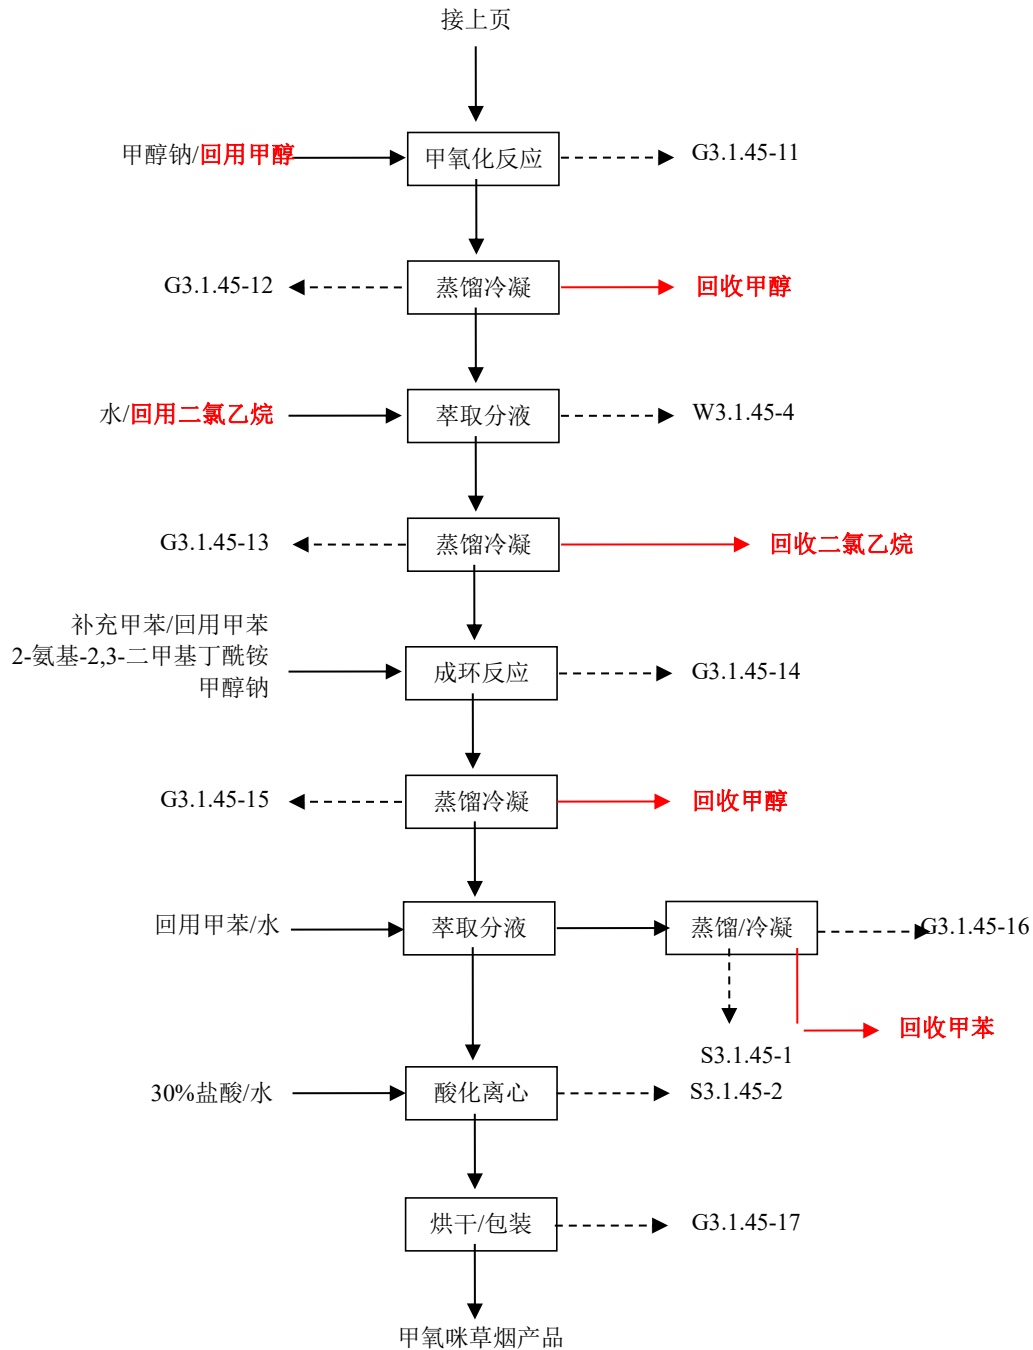 接上页
甲醇钠/回用甲醇
甲氧化反应
G3.1.45-11
G3.1.45-12
蒸馏冷凝
回收甲醇
水/回用二氯乙烷
萃取分液
W3.1.45-4
G3.1.45-13
蒸馏冷凝
回收二氯乙烷
补充甲苯/回用甲苯
2-氨基-2,3-二甲基丁酰铵
甲醇钠
成环反应
G3.1.45-14
G3.1.45-15
蒸馏冷凝
回收甲醇
回用甲苯/水
萃取分液
蒸馏/冷凝
G3.1.45-16
回收甲苯
S3.1.45-1
30%盐酸/水
酸化离心
S3.1.45-2
烘干/包装
G3.1.45-17
甲氧咪草烟产品